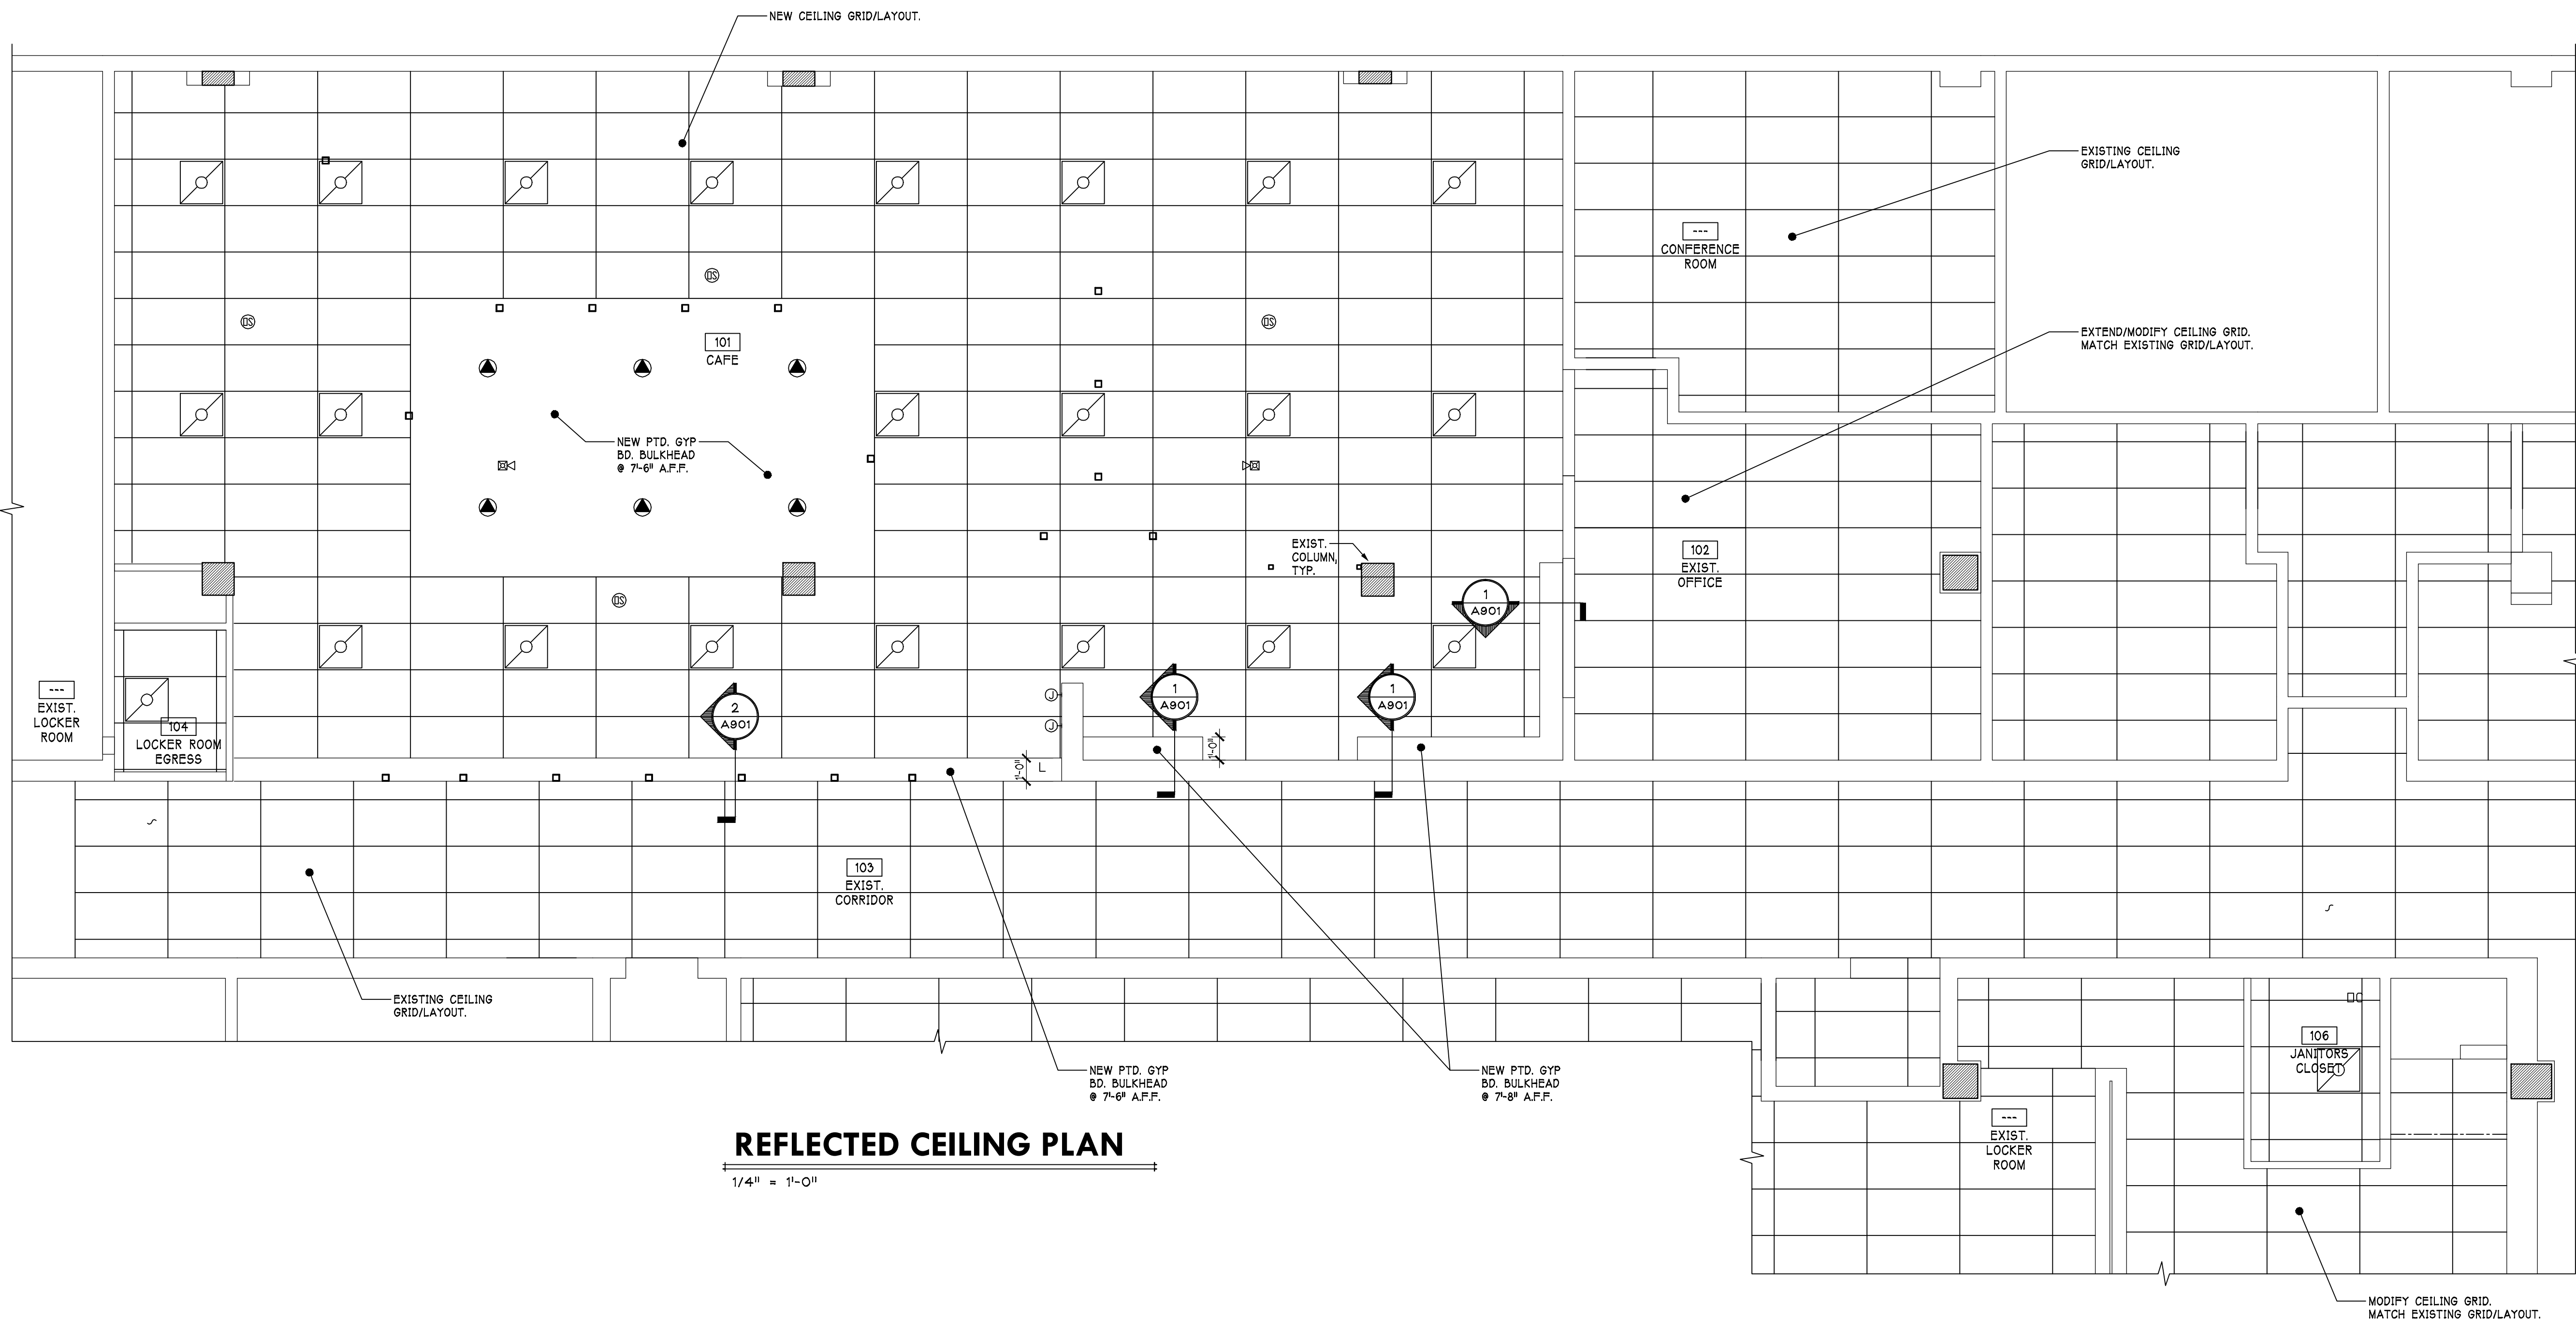 NEW CEILING GRID/LAYOUT.
EXISTING CEILING
GRID/LAYOUT.
---
CONFERENCE
ROOM
EXTEND/MODIFY CEILING GRID.
MATCH EXISTING GRID/LAYOUT.
DS
DS
DS
101
CAFE
NEW PTD. GYP
BD. BULKHEAD
@ 7'-6" A.F.F.
EXIST.
COLUMN,
TYP.
102
EXIST.
OFFICE
DS
1
A901
---
EXIST.
LOCKER
ROOM
104
LOCKER ROOM
EGRESS
2
A901
J
J
1
A901
1
A901
1'-0"
1'-0"
L
103
EXIST.
CORRIDOR
EXISTING CEILING
GRID/LAYOUT.
106
JANITORS
CLOSET
NEW PTD. GYP
BD. BULKHEAD
@ 7'-6" A.F.F.
NEW PTD. GYP
BD. BULKHEAD
@ 7'-8" A.F.F.
---
EXIST.
LOCKER
ROOM
REFLECTED CEILING PLAN
1/4" = 1'-0"
MODIFY CEILING GRID.
MATCH EXISTING GRID/LAYOUT.